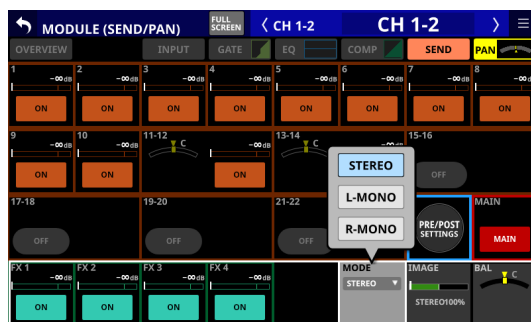 MODULE (SEND/PAN)
FULL
SCREEN
CH 1-2
CH 1-2
OVERVIEW
INPUT
GATE
EQ
COMP
SEND
PAN
1
-∞dB
ON
2
-∞dB
ON
3
-∞dB
ON
4
-∞dB
ON
5
-∞dB
ON
6
-∞dB
ON
7
-∞dB
ON
8
-∞dB
ON
9
-∞dB
ON
10
-∞dB
ON
11-12
C
-∞dB
ON
13-14
C
-∞
15-16
OFF
17-18
OFF
19-20
OFF
21-22
OFF
STEREO
L-MONO
R-MONO
PRE/POST
SETTINGS
MAIN
MAIN
FX 1
-∞dB
ON
FX 2
-∞dB
ON
FX 3
-∞dB
ON
FX 4
-∞dB
ON
MODE
STEREO
IMAGE
STEREO100%
BAL
C